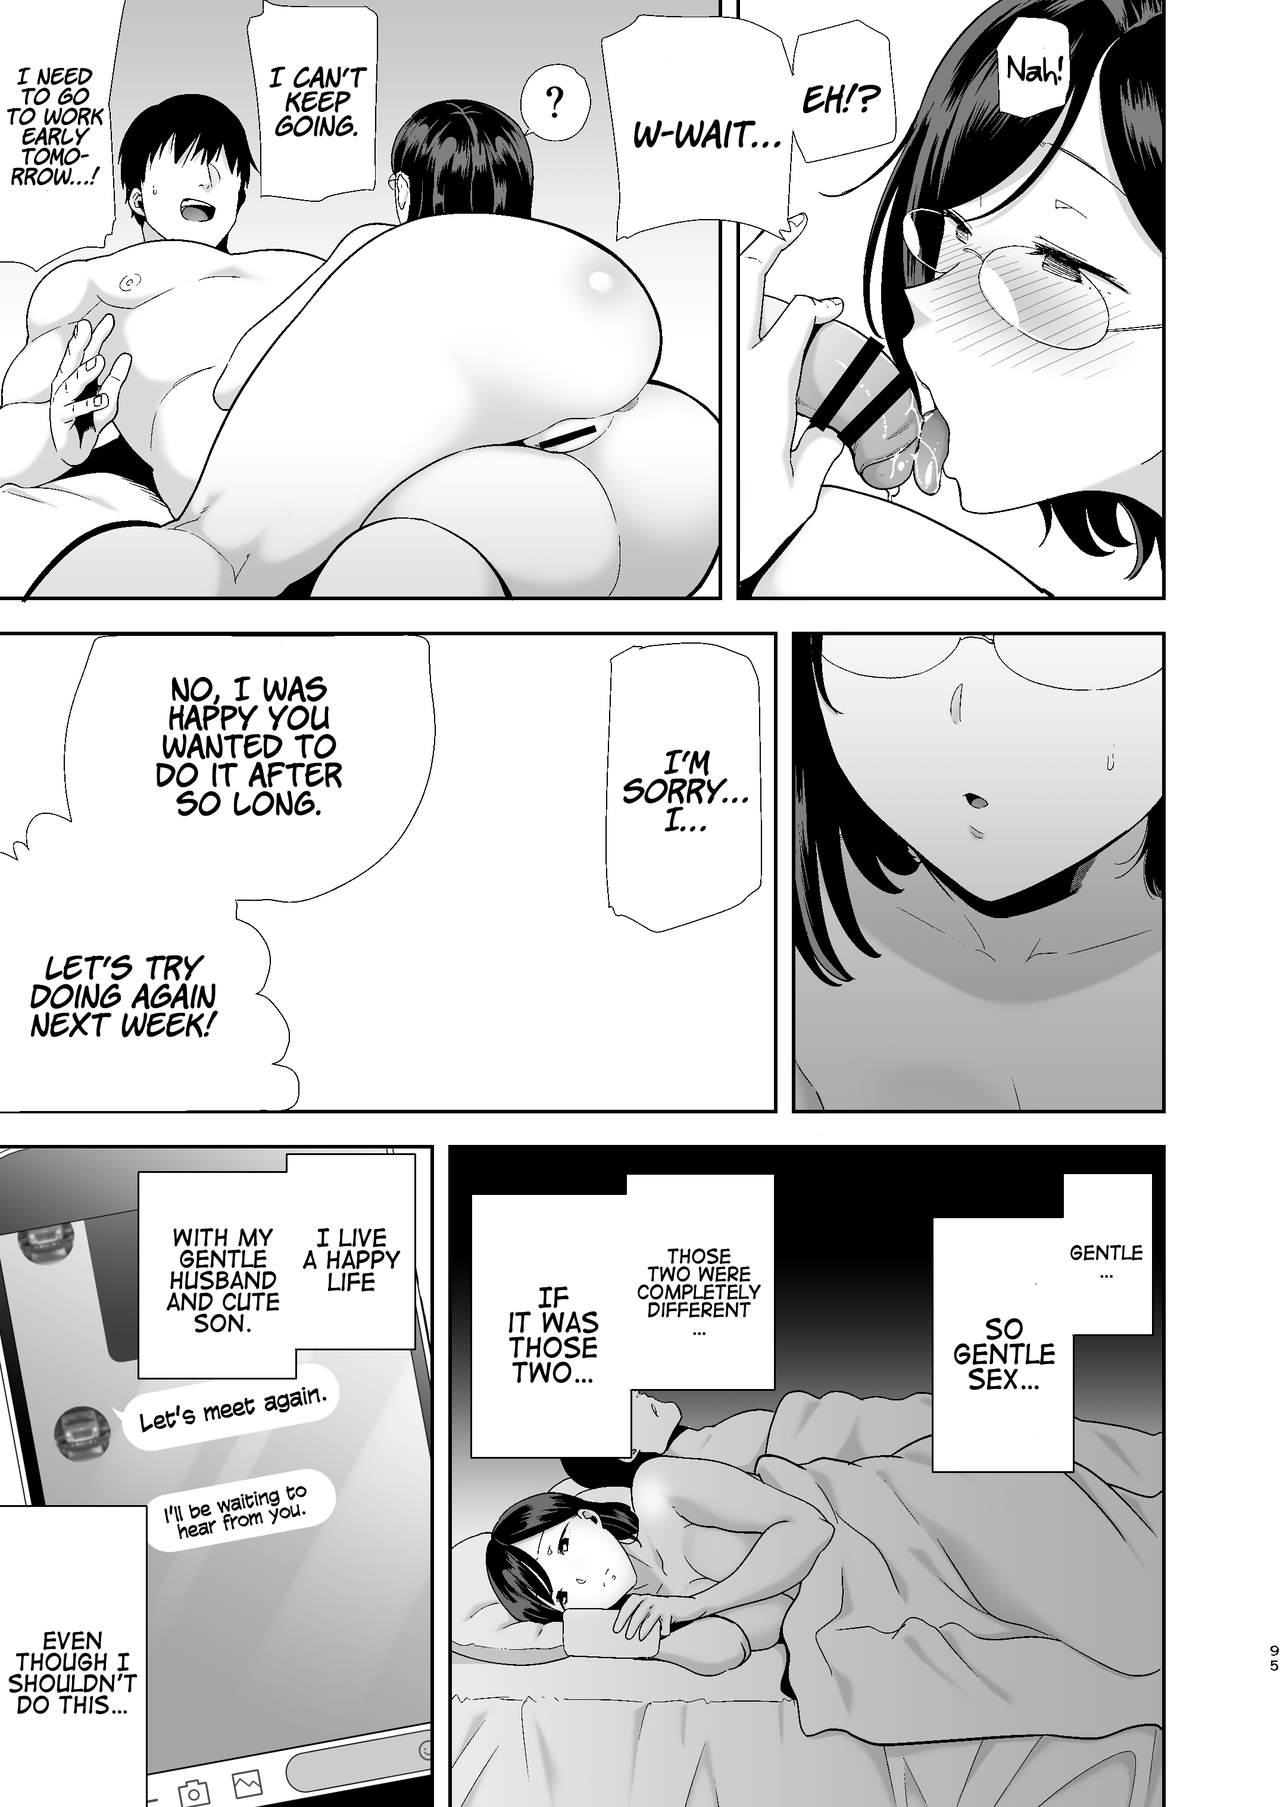 Nah!
EH!?
W-WAIT...
?
I CAN'T
KEEP
GOING.
I NEED
TO GO
TO WORK
EARLY
TOMO-
RROW...!
I'M
SORRY...
I...
NO, I WAS
HAPPY YOU
WANTED TO
DO IT AFTER
SO LONG.
LET'S TRY
DOING AGAIN
NEXT WEEK!
GENTLE
...
SO
GENTLE
SEX...
THOSE
TWO WERE
COMPLETELY
DIFFERENT
...
IF
IT WAS
THOSE
TWO...
I LIVE
A HAPPY
LIFE
WITH MY
GENTLE
HUSBAND
AND CUTE
SON.
Let's meet again.
I'll be waiting to
hear from you.
EVEN
THOUGH I
SHOULDN'T
DO THIS...
95